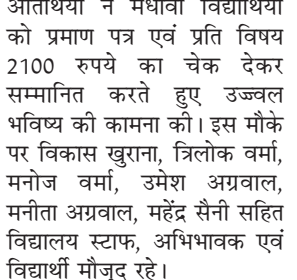 अतिथियों ने मेधावी विद्यार्थियों
को प्रमाण पत्र एवं प्रति विषय
2100 रुपये का चेक देकर
सम्मानित करते हुए उज्ज्वल
भविष्य की कामना की। इस मौके
पर विकास खुराना, त्रिलोक वर्मा,
मनोज वर्मा, उमेश अग्रवाल,
मनीता अग्रवाल, महेंद्र सैनी सहित
विद्यालय स्टाफ, अभिभावक एवं
विद्यार्थी मौजूद रहे।